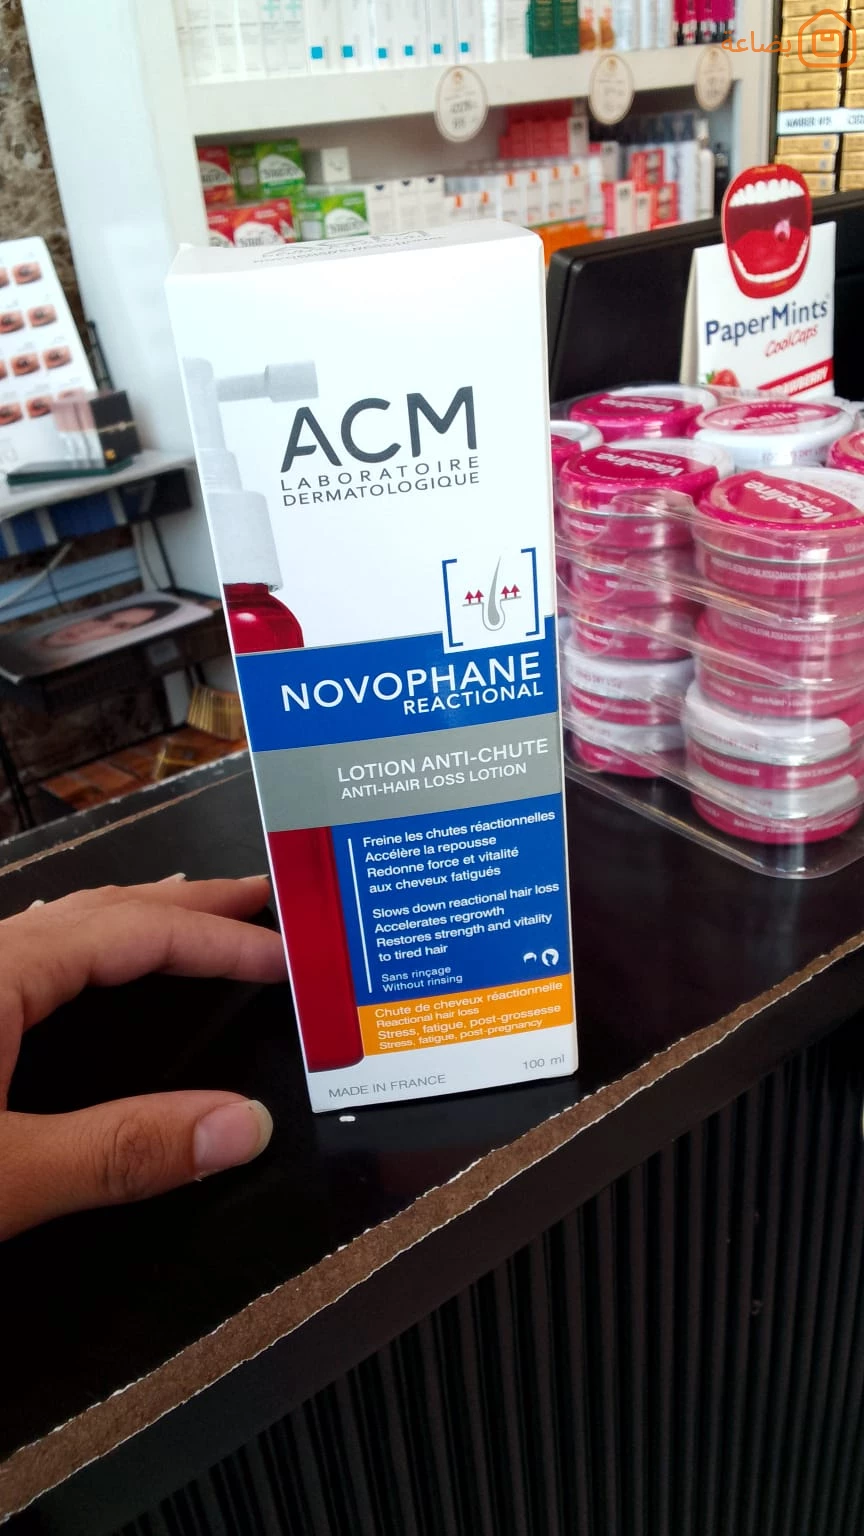 بضاعة
ACM
LABORATOIRE
DERMATOLOGIQUE
NOVOPHANE
REACTIONAL
LOTION ANTI-CHUTE
ANTI-HAIR LOSS LOTION
Freine les chutes réactionnelles
Accélère la repousse
Redonne force et vitalité
aux cheveux fatigués
Slows down reactional hair loss
Accelerates regrowth
Restores strength and vitality
to tired hair
Sans rinçage
Without rinsing
Chute de cheveux réactionnelle
Reactional hair loss
Stress, fatigue, post-grossesse
Stress, fatigue, post-pregnancy
100 ml
MADE IN FRANCE
PaperMints
CoolCaps
Vaseline
Vaseline
Vaseline